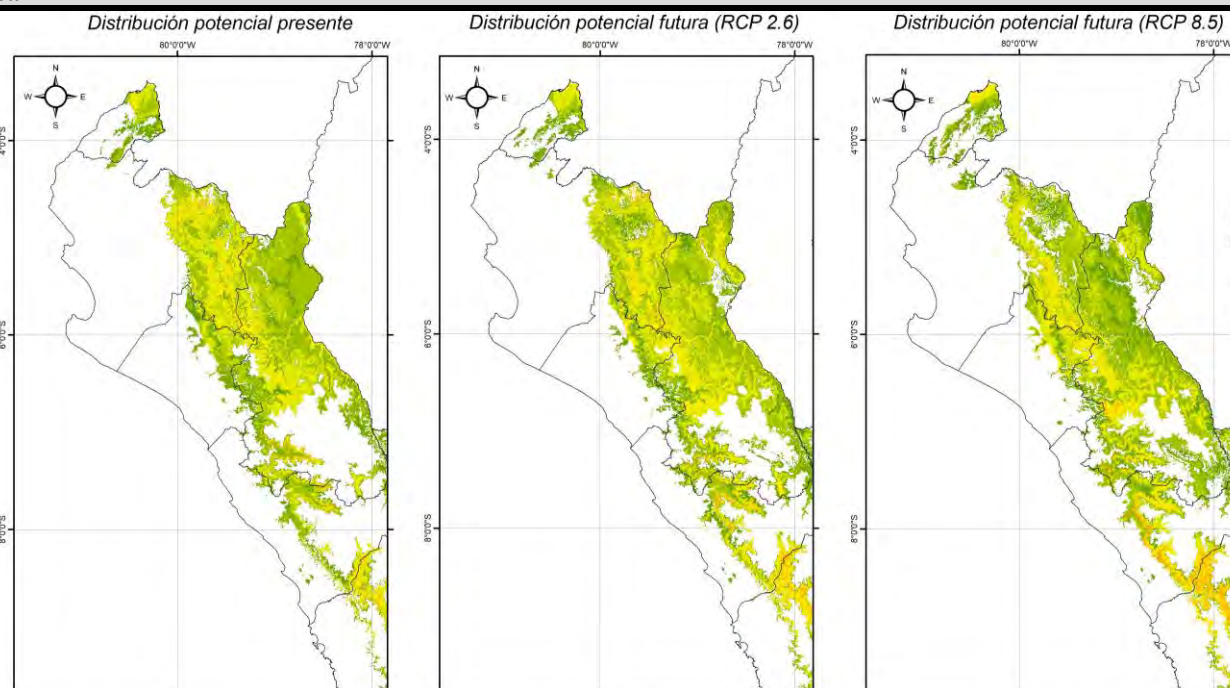 Distribución potencial presente
80°0'0"W
78°0'0"W
N
W
E
S
4°0'0"S
6°0'0"S
8°0'0"S
Distribución potencial futura (RCP 2.6)
80°0'0"W
78°0'0"W
N
W
E
S
4°0'0"S
6°0'0"S
8°0'0"S
Distribución potencial futura (RCP 8.5)
80°0'0"W
78°0'0"W
N
W
E
S
4°0'0"S
6°0'0"S
8°0'0"S